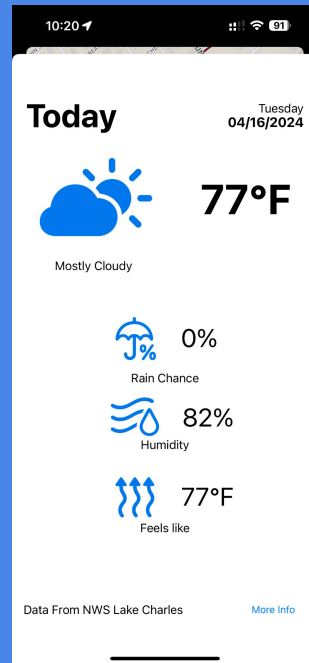 10:20
91
Today
Tuesday
04/16/2024
77°F
Mostly Cloudy
0%
%
Rain Chance
82%
Humidity
77°F
Feels like
Data From NWS Lake Charles
More Info